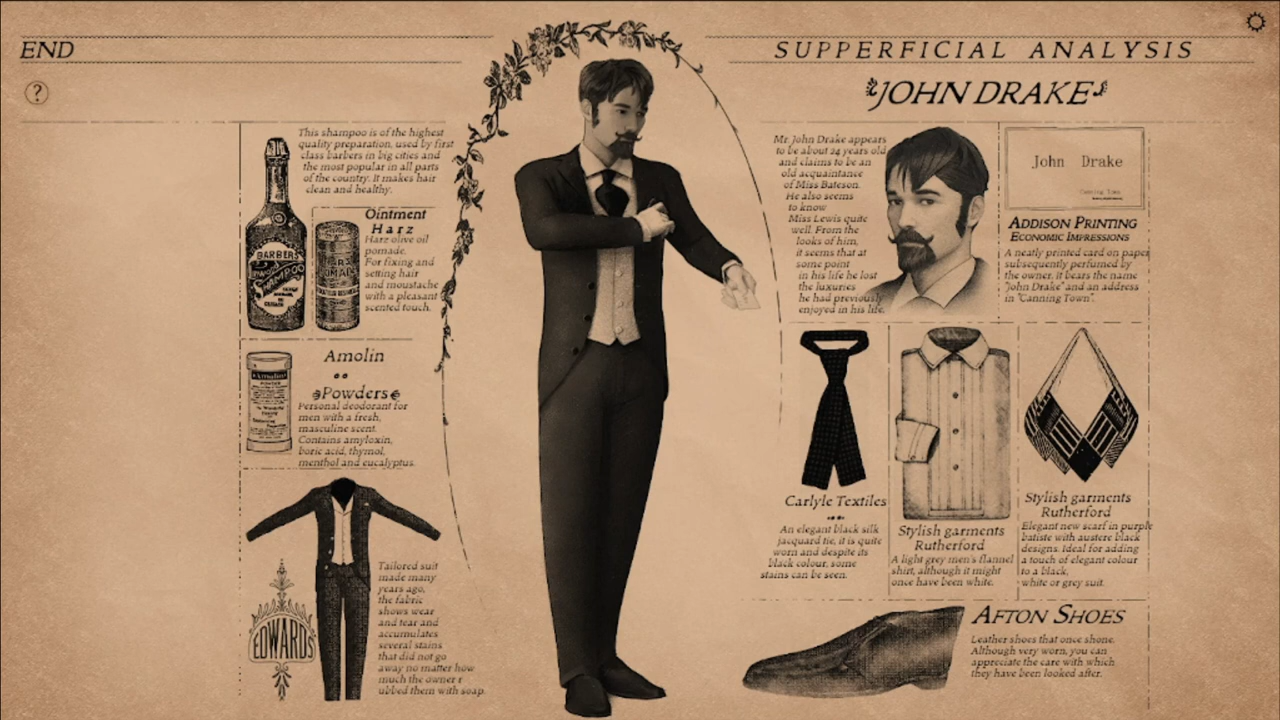 END
SUPPERFICIAL ANALYSIS
JOHN DRAKE
?
This shampoo is of the highest
quality preparation, used by first
class barbers in big cities and
the most popular in all parts
of the country. It makes hair
clean and healthy.
BARBERS
SHAMPOO
Ointment
Harz
Harz olive oil
pomade.
For fixing and
setting hair
and moustache
with a pleasant
scented touch.
Amolin
Powders
Personal deodorant for
men with a fresh,
masculine scent.
Contains amyloxin,
boric acid, thymol,
menthol and eucalyptus.
EDWARDS
Tailored suit
made many
years ago,
the fabric
shows wear
and tear and
accumulates
several stains
that did not go
away no matter how
much the owner r
ubbed them with soap.
Mr. John Drake appears
to be about 24 years old
and claims to be an
old acquaintance
of Miss Bateson.
He also seems
to know
Miss Lewis quite
well. From the
looks of him,
it seems that at
some point
in his life he lost
the luxuries
he had previously
enjoyed in his life.
John Drake
Canning Town
ADDISON PRINTING
ECONOMIC IMPRESSIONS
A neatly printed card on paper
subsequently perfumed by
the owner. It bears the name
"John Drake" and an address
in "Canning Town".
Carlyle Textiles
An elegant black silk
jacquard tie, it is quite
worn and despite its
black colour, some
stains can be seen.
Stylish garments
Rutherford
A light grey men's flannel
shirt, although it might
once have been white.
Stylish garments
Rutherford
Elegant new scarf in purple
batiste with austere black
designs. Ideal for adding
a touch of elegant colour
to a black,
white or grey suit.
AFTON SHOES
Leather shoes that once shone.
Although very worn, you can
appreciate the care with which
they have been looked after.